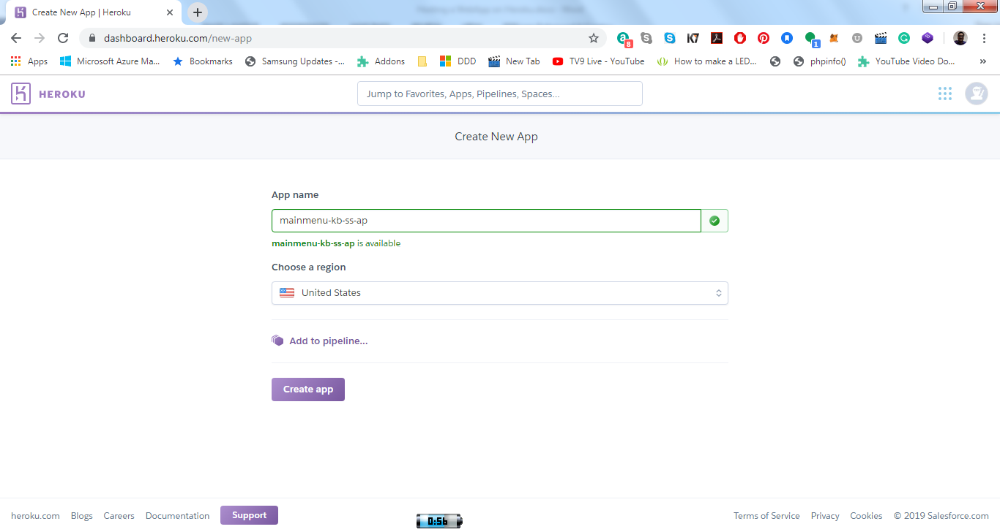 Create New App | Heroku
dashboard.heroku.com/new-app
8
K7
1
Apps Microsoft Azure Ma... Bookmarks Samsung Updates -... Addons DDD New Tab TV9 Live - YouTube How to make a LED... phpinfo() YouTube Video Do... »
HEROKU
Jump to Favorites, Apps, Pipelines, Spaces...
Create New App
App name
mainmenu-kb-ss-ap
mainmenu-kb-ss-ap is available
Choose a region
United States
Add to pipeline...
Create app
heroku.com Blogs Careers Documentation Support
0:56
Terms of Service Privacy Cookies © 2019 Salesforce.com